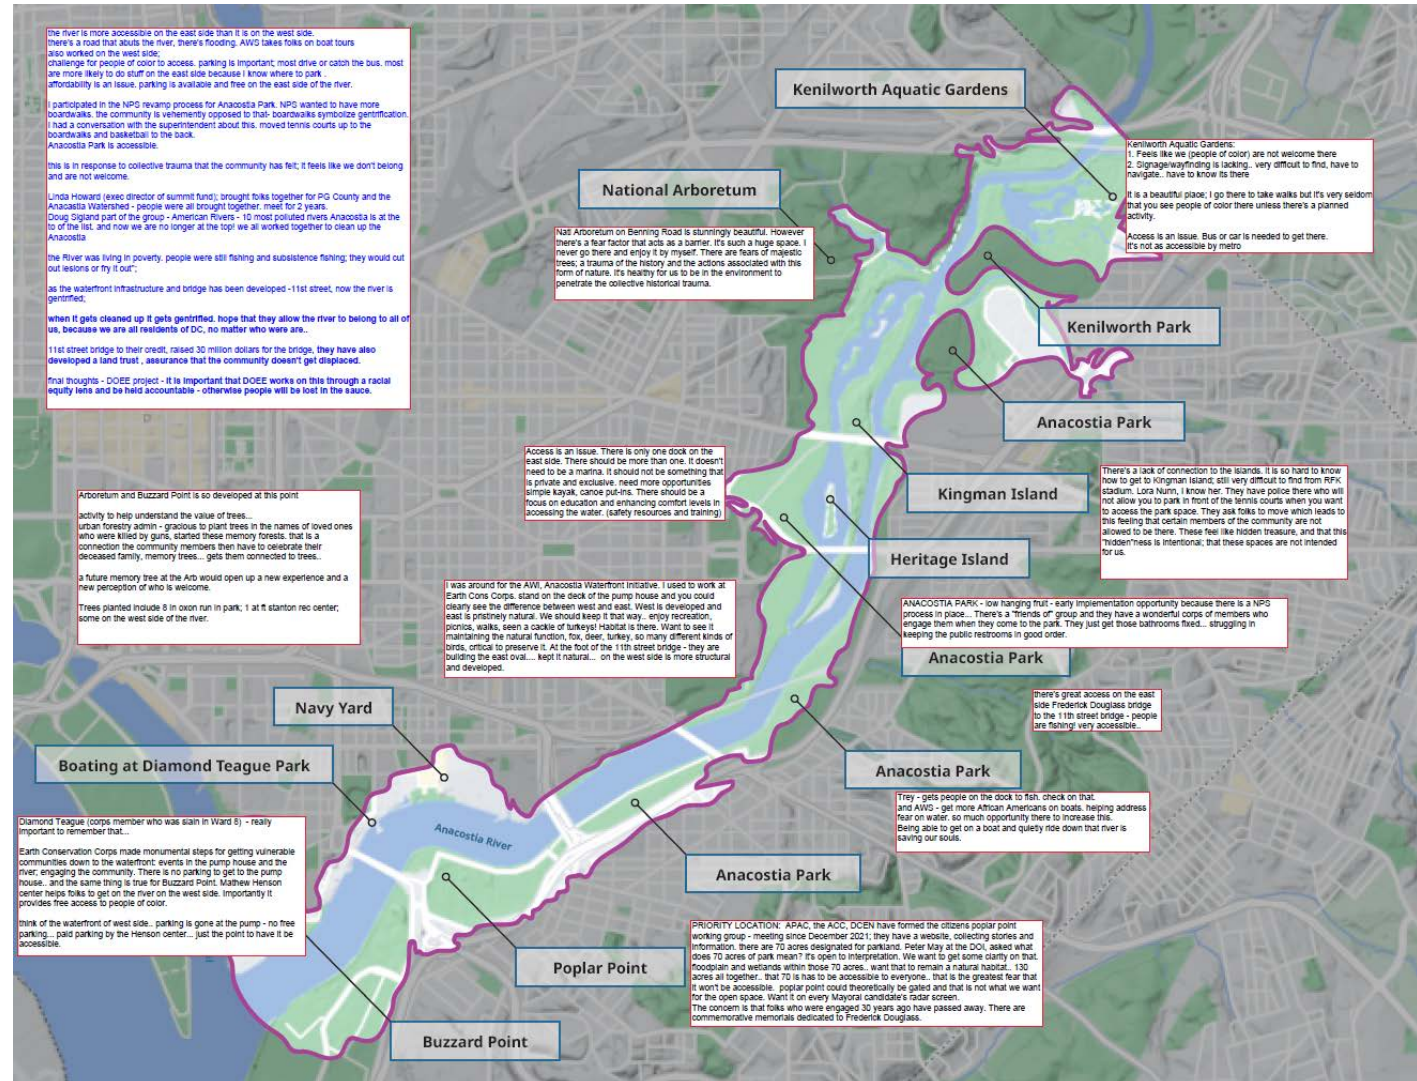 the river is more accessible on the east side than it is on the west side.
there's a road that abuts the river, there's flooding. AWS takes folks on boat tours
also worked on the west side;
challenge for people of color to access. parking is important; most drive or catch the bus. most
are more likely to do stuff on the east side because I know where to park .
affordability is an issue. parking is available and free on the east side of the river.
I participated in the NPS revamp process for Anacostia Park. NPS wanted to have more
boardwalks. the community is vehemently opposed to that- boardwalks symbolize gentrification.
I had a conversation with the superintendent about this. moved tennis courts up to the
boardwalks and basketball to the back.
Anacostia Park is accessible.
this is in response to collective trauma that the community has felt; it feels like we don't belong
and are not welcome.
Linda Howard (exec director of summit fund); brought folks together for PG County and the
Anacastia Watershed - people were all brought together. meet for 2 years.
Doug Sigland part of the group - American Rivers - 10 most polluted rivers Anacostia is at the
to of the list. and now we are no longer at the top! we all worked together to clean up the
Anacostia
the River was living in poverty. people were still fishing and subsistence fishing; they would cut
out lesions or fry it out";
as the waterfront infrastructure and bridge has been developed -11st street, now the river is
gentrified;
when it gets cleaned up it gets gentrified. hope that they allow the river to belong to all of
us, because we are all residents of DC, no matter who were are..
11st street bridge to their credit, raised 30 million dollars for the bridge, they have also
developed a land trust , assurance that the community doesn't get displaced.
final thoughts - DOEE project - it is important that DOEE works on this through a racial
equity lens and be held accountable - otherwise people will be lost in the sauce.
Kenilworth Aquatic Gardens
Kenilworth Aquatic Gardens:
1. Feels like we (people of color) are not welcome there
2. Signage/wayfinding is lacking.. very difficult to find, have to
navigate.. have to know its there
It is a beautiful place; I go there to take walks but it's very seldom
that you see people of color there unless there's a planned
activity.
Access is an issue. Bus or car is needed to get there.
It's not as accessible by metro
National Arboretum
Natl Arboretum on Benning Road is stunningly beautiful. However
there's a fear factor that acts as a barrier. It's such a huge space. I
never go there and enjoy it by myself. There are fears of majestic
trees; a trauma of the history and the actions associated with this
form of nature. It's healthy for us to be in the environment to
penetrate the collective historical trauma.
Kenilworth Park
Anacostia Park
Access is an issue. There is only one dock on the
east side. There should be more than one. It doesn't
need to be a marina. It should not be something that
is private and exclusive. need more opportunities
simple kayak, canoe put-ins. There should be a
focus on education and enhancing comfort levels in
accessing the water. (safety resources and training)
Kingman Island
There's a lack of connection to the islands. It is so hard to know
how to get to Kingman Island; still very difficult to find from RFK
stadium. Lora Nunn, I know her. They have police there who will
not allow you to park in front of the tennis courts when you want
to access the park space. They ask folks to move which leads to
this feeling that certain members of the community are not
allowed to be there. These feel like hidden treasure, and that this
"hidden"ness is intentional; that these spaces are not intended
for us.
Arboretum and Buzzard Point is so developed at this point
activity to help understand the value of trees...
urban forestry admin - gracious to plant trees in the names of loved ones
who were killed by guns, started these memory forests. that is a
connection the community members then have to celebrate their
deceased family, memory trees... gets them connected to trees..
a future memory tree at the Arb would open up a new experience and a
new perception of who is welcome.
Trees planted include 8 in oxon run in park; 1 at ft stanton rec center;
some on the west side of the river.
Heritage Island
I was around for the AWI, Anacostia Waterfront Initiative. I used to work at
Earth Cons Corps. stand on the deck of the pump house and you could
clearly see the difference between west and east. West is developed and
east is pristinely natural. We should keep it that way.. enjoy recreation,
picnics, walks, seen a cackle of turkeys! Habitat is there. Want to see it
maintaining the natural function, fox, deer, turkey, so many different kinds of
birds, critical to preserve it. At the foot of the 11th street bridge - they are
building the east oval.... kept it natural... on the west side is more structural
and developed.
ANACOSTIA PARK - low hanging fruit - early implementation opportunity because there is a NPS
process in place... There's a "friends of" group and they have a wonderful corps of members who
engage them when they come to the park. They just get those bathrooms fixed... struggling in
keeping the public restrooms in good order.
Anacostia Park
there's great access on the east
side Frederick Douglass bridge
to the 11th street bridge - people
are fishing! very accessible..
Navy Yard
Boating at Diamond Teague Park
Anacostia Park
Trey - gets people on the dock to fish. check on that.
and AWS - get more African Americans on boats. helping address
fear on water. so much opportunity there to increase this.
Being able to get on a boat and quietly ride down that river is
saving our souls.
Diamond Teague (corps member who was slain in Ward 8) - really
important to remember that...
Earth Conservation Corps made monumental steps for getting vulnerable
communities down to the waterfront: events in the pump house and the
river; engaging the community. There is no parking to get to the pump
house.. and the same thing is true for Buzzard Point. Mathew Henson
center helps folks to get on the river on the west side. Importantly it
provides free access to people of color.
think of the waterfront of west side.. parking is gone at the pump - no free
parking... paid parking by the Henson center... just the point to have it be
accessible.
Anacostia River
Anacostia Park
PRIORITY LOCATION: APAC, the ACC, DCEN have formed the citizens poplar point
working group - meeting since December 2021; they have a website, collecting stories and
information. there are 70 acres designated for parkland. Peter May at the DOI, asked what
does 70 acres of park mean? it's open to interpretation. We want to get some clarity on that.
floodplain and wetlands within those 70 acres.. want that to remain a natural habitat.. 130
acres all together.. that 70 is has to be accessible to everyone.. that is the greatest fear that
it won't be accessible. poplar point could theoretically be gated and that is not what we want
for the open space. Want it on every Mayoral candidate's radar screen.
The concern is that folks who were engaged 30 years ago have passed away. There are
commemorative memorials dedicated to Frederick Douglass.
Poplar Point
Buzzard Point